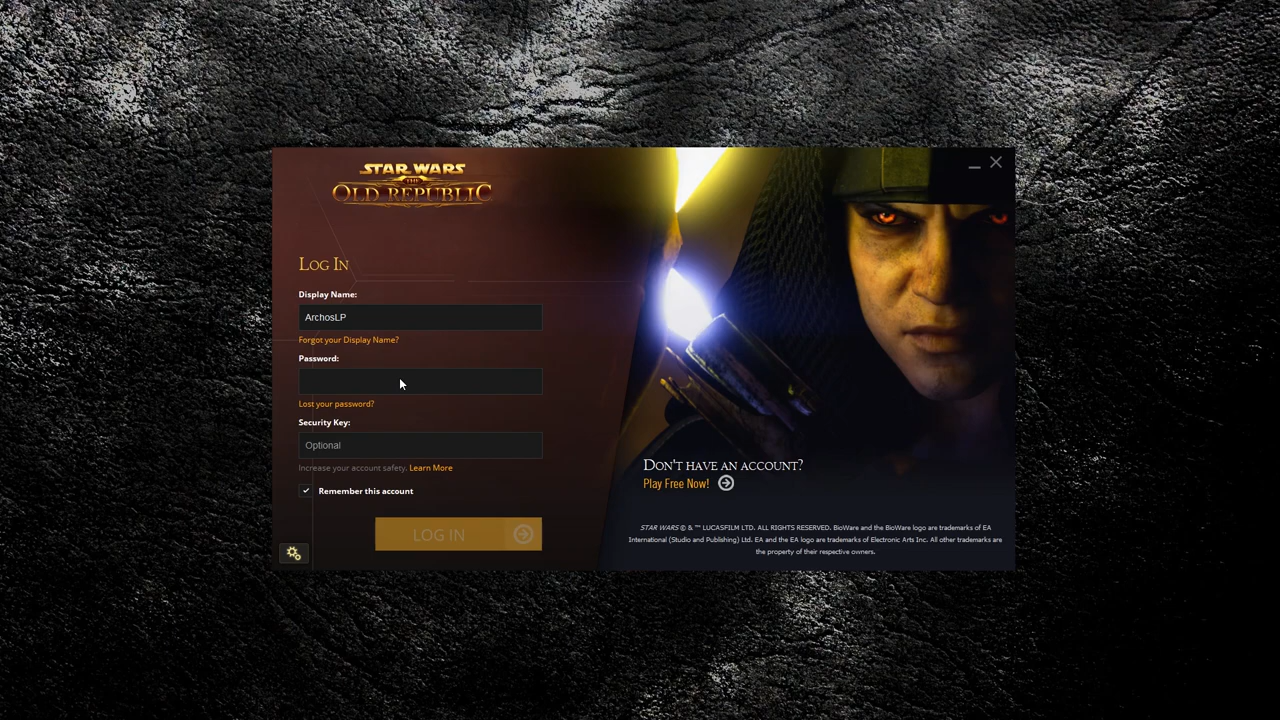 STAR WARS
THE
OLD REPUBLIC
LOG IN
Display Name:
ArchosLP
Forgot your Display Name?
Password:
Lost your password?
Security Key:
Optional
Increase your account safety. Learn More
Remember this account
LOG IN
DON'T HAVE AN ACCOUNT?
Play Free Now!
STAR WARS © & ™ LUCASFILM LTD. ALL RIGHTS RESERVED. BioWare and the BioWare logo are trademarks of EA
International (Studio and Publishing) Ltd. EA and the EA logo are trademarks of Electronic Arts Inc. All other trademarks are
the property of their respective owners.